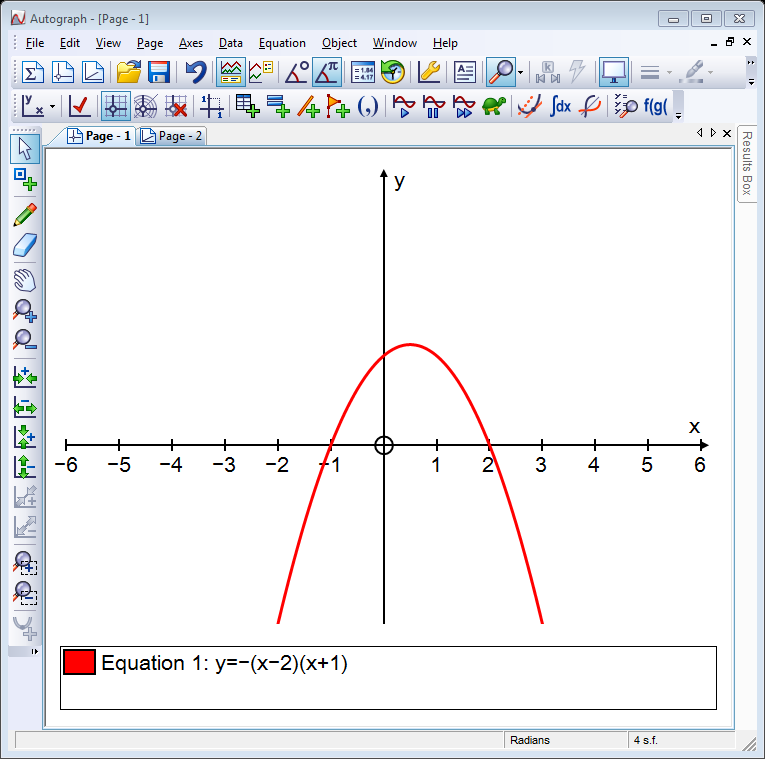 Autograph - [Page - 1]
File Edit View Page Axes Data Equation Object Window Help
f(g(
Page - 1 Page - 2
Results Box
y
x
−6 −5 −4 −3 −2 −1 1 2 3 4 5 6
Equation 1: y=−(x−2)(x+1)
Radians 4 s.f.